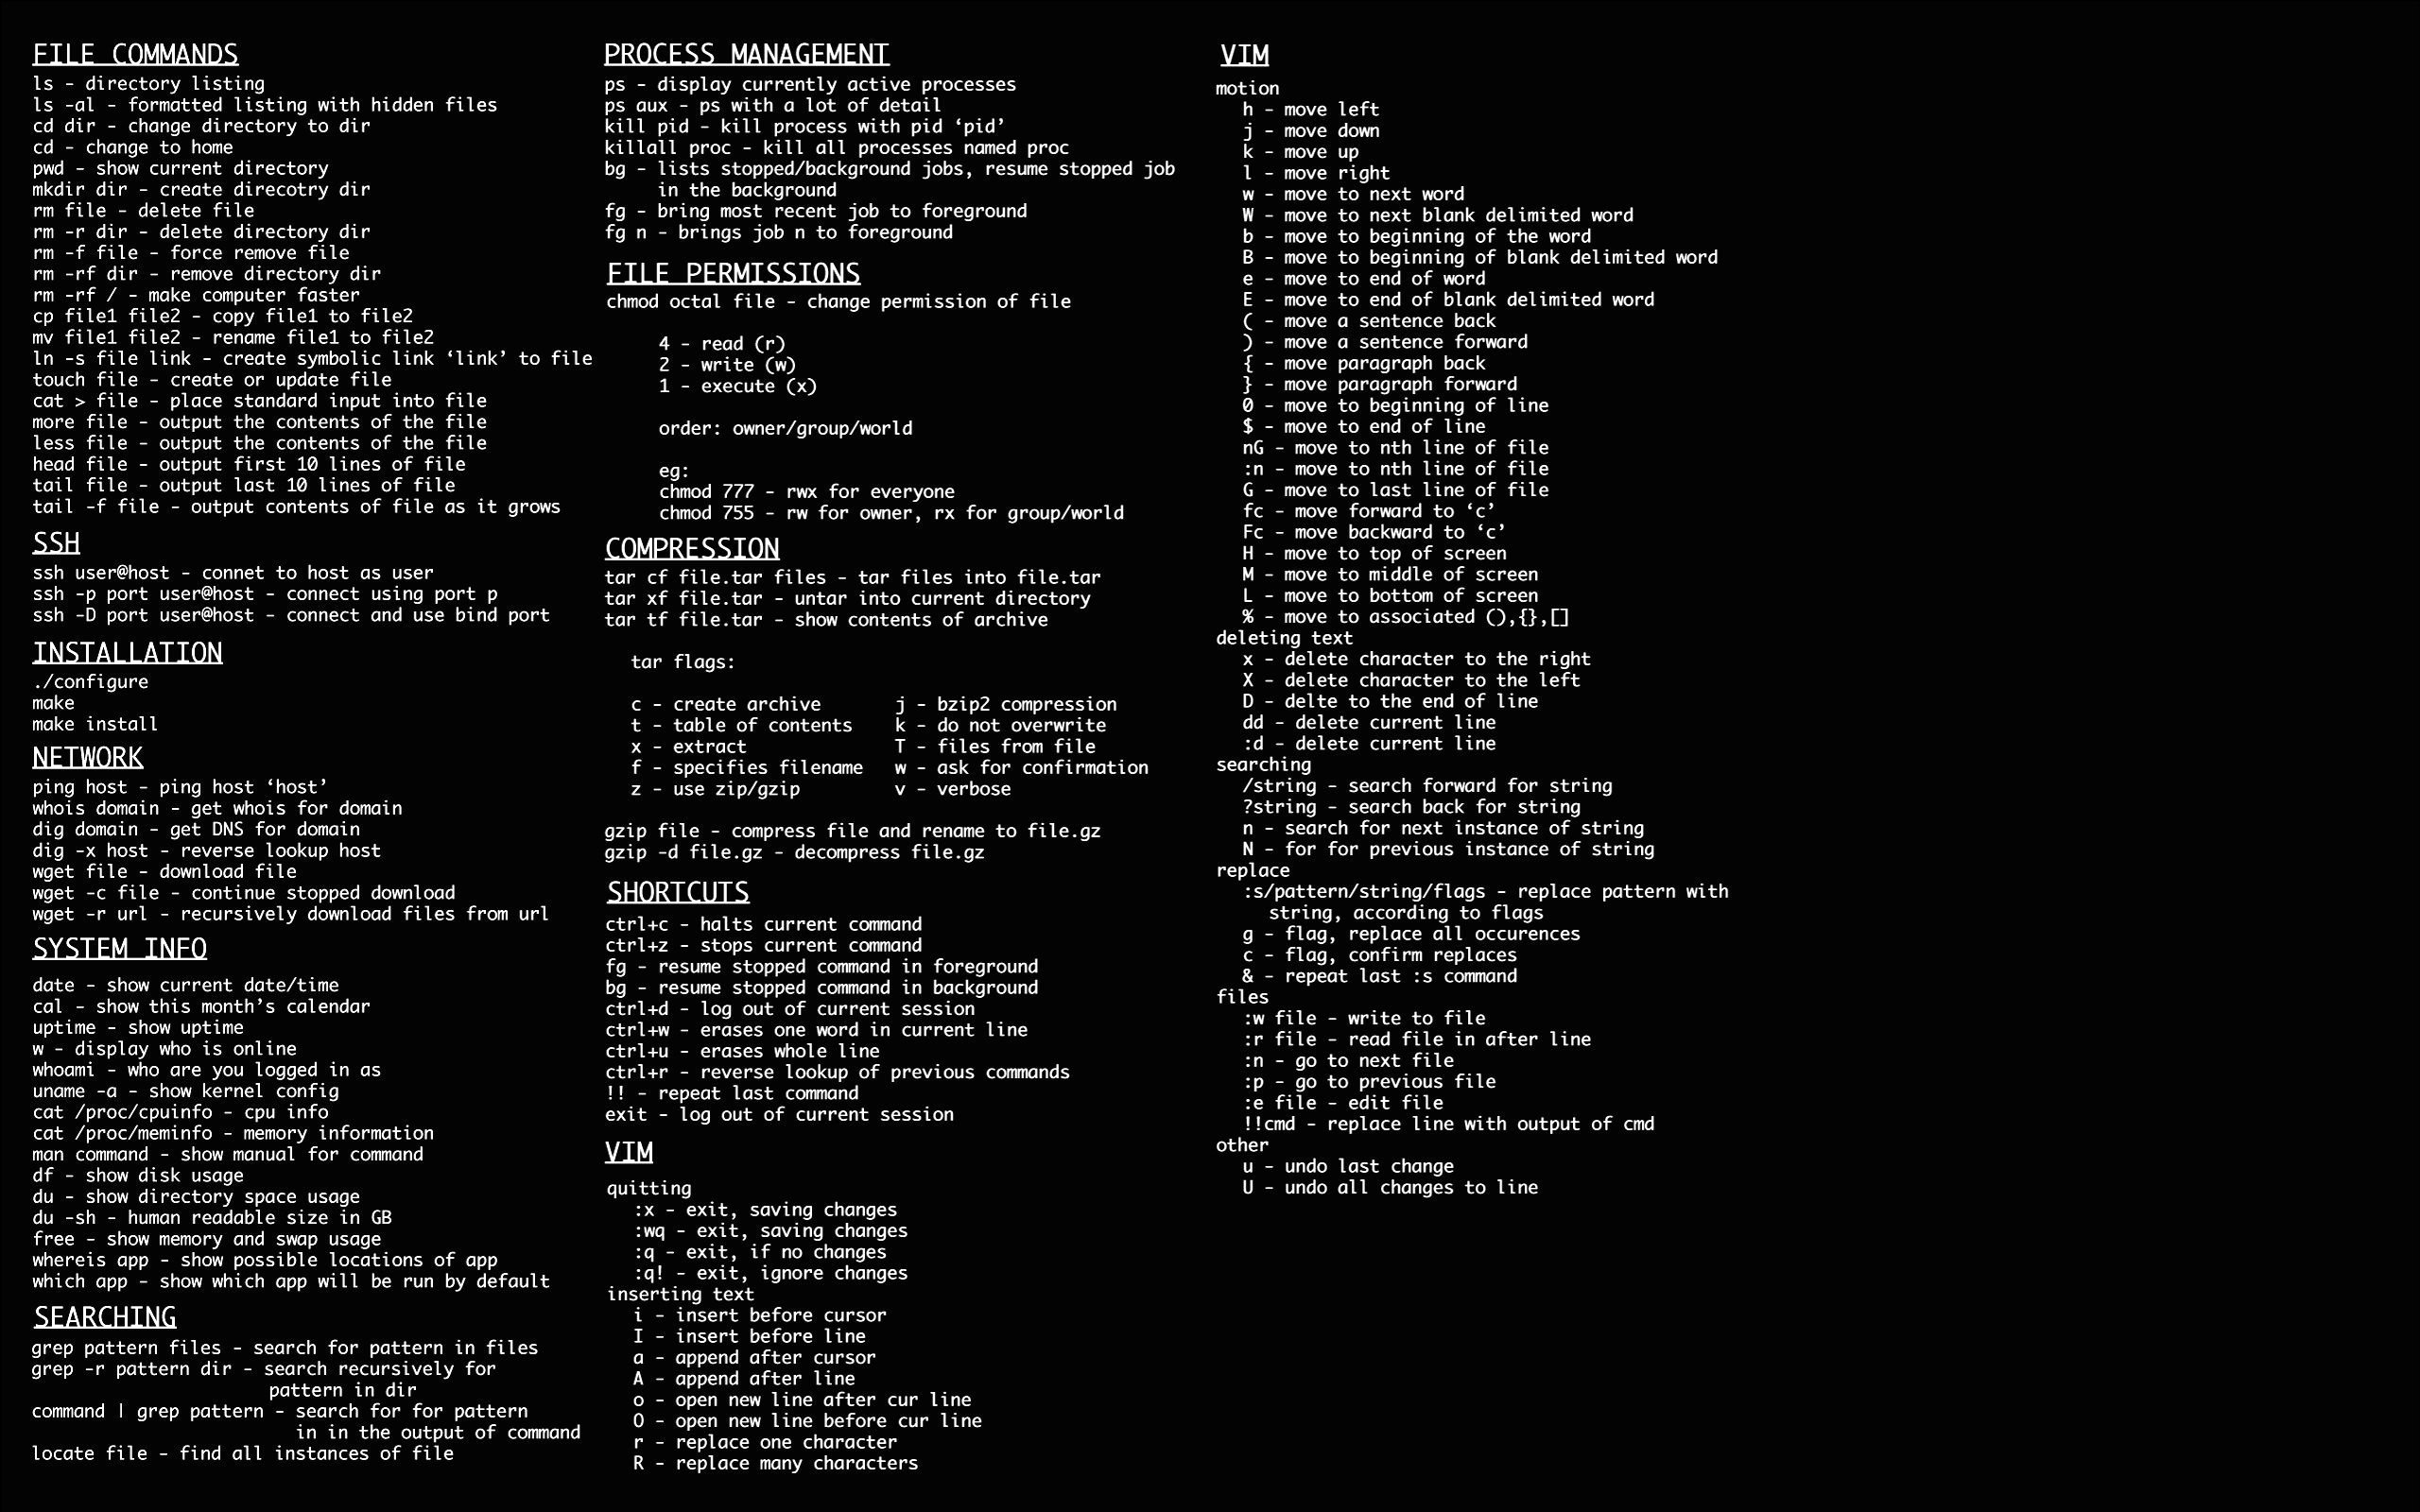 FILE COMMANDS
ls - directory listing
ls -al - formatted listing with hidden files
cd dir - change directory to dir
cd - change to home
pwd - show current directory
mkdir dir - create direcotry dir
rm file - delete file
rm -r dir - delete directory dir
rm -f file - force remove file
rm -rf dir - remove directory dir
rm -rf / - make computer faster
cp file1 file2 - copy file1 to file2
mv file1 file2 - rename file1 to file2
ln -s file link - create symbolic link ‘link’ to file
touch file - create or update file
cat > file - place standard input into file
more file - output the contents of the file
less file - output the contents of the file
head file - output first 10 lines of file
tail file - output last 10 lines of file
tail -f file - output contents of file as it grows
SSH
ssh user@host - connet to host as user
ssh -p port user@host - connect using port p
ssh -D port user@host - connect and use bind port
INSTALLATION
./configure
make
make install
NETWORK
ping host - ping host ‘host’
whois domain - get whois for domain
dig domain - get DNS for domain
dig -x host - reverse lookup host
wget file - download file
wget -c file - continue stopped download
wget -r url - recursively download files from url
SYSTEM INFO
date - show current date/time
cal - show this month’s calendar
uptime - show uptime
w - display who is online
whoami - who are you logged in as
uname -a - show kernel config
cat /proc/cpuinfo - cpu info
cat /proc/meminfo - memory information
man command - show manual for command
df - show disk usage
du - show directory space usage
du -sh - human readable size in GB
free - show memory and swap usage
whereis app - show possible locations of app
which app - show which app will be run by default
SEARCHING
grep pattern files - search for pattern in files
grep -r pattern dir - search recursively for
pattern in dir
command | grep pattern - search for for pattern
in in the output of command
locate file - find all instances of file
PROCESS MANAGEMENT
ps - display currently active processes
ps aux - ps with a lot of detail
kill pid - kill process with pid ‘pid’
killall proc - kill all processes named proc
bg - lists stopped/background jobs, resume stopped job
in the background
fg - bring most recent job to foreground
fg n - brings job n to foreground
FILE PERMISSIONS
chmod octal file - change permission of file
4 - read (r)
2 - write (w)
1 - execute (x)
order: owner/group/world
eg:
chmod 777 - rwx for everyone
chmod 755 - rw for owner, rx for group/world
COMPRESSION
tar cf file.tar files - tar files into file.tar
tar xf file.tar - untar into current directory
tar tf file.tar - show contents of archive
tar flags:
c - create archive j - bzip2 compression
t - table of contents k - do not overwrite
x - extract T - files from file
f - specifies filename w - ask for confirmation
z - use zip/gzip v - verbose
gzip file - compress file and rename to file.gz
gzip -d file.gz - decompress file.gz
SHORTCUTS
ctrl+c - halts current command
ctrl+z - stops current command
fg - resume stopped command in foreground
bg - resume stopped command in background
ctrl+d - log out of current session
ctrl+w - erases one word in current line
ctrl+u - erases whole line
ctrl+r - reverse lookup of previous commands
!! - repeat last command
exit - log out of current session
VIM
quitting
:x - exit, saving changes
:wq - exit, saving changes
:q - exit, if no changes
:q! - exit, ignore changes
inserting text
i - insert before cursor
I - insert before line
a - append after cursor
A - append after line
o - open new line after cur line
O - open new line before cur line
r - replace one character
R - replace many characters
VIM
motion
h - move left
j - move down
k - move up
l - move right
w - move to next word
W - move to next blank delimited word
b - move to beginning of the word
B - move to beginning of blank delimited word
e - move to end of word
E - move to end of blank delimited word
( - move a sentence back
) - move a sentence forward
{ - move paragraph back
} - move paragraph forward
0 - move to beginning of line
$ - move to end of line
nG - move to nth line of file
:n - move to nth line of file
G - move to last line of file
fc - move forward to ‘c’
Fc - move backward to ‘c’
H - move to top of screen
M - move to middle of screen
L - move to bottom of screen
% - move to associated (),{},[]
deleting text
x - delete character to the right
X - delete character to the left
D - delte to the end of line
dd - delete current line
:d - delete current line
searching
/string - search forward for string
?string - search back for string
n - search for next instance of string
N - for for previous instance of string
replace
:s/pattern/string/flags - replace pattern with
string, according to flags
g - flag, replace all occurences
c - flag, confirm replaces
& - repeat last :s command
files
:w file - write to file
:r file - read file in after line
:n - go to next file
:p - go to previous file
:e file - edit file
!!cmd - replace line with output of cmd
other
u - undo last change
U - undo all changes to line